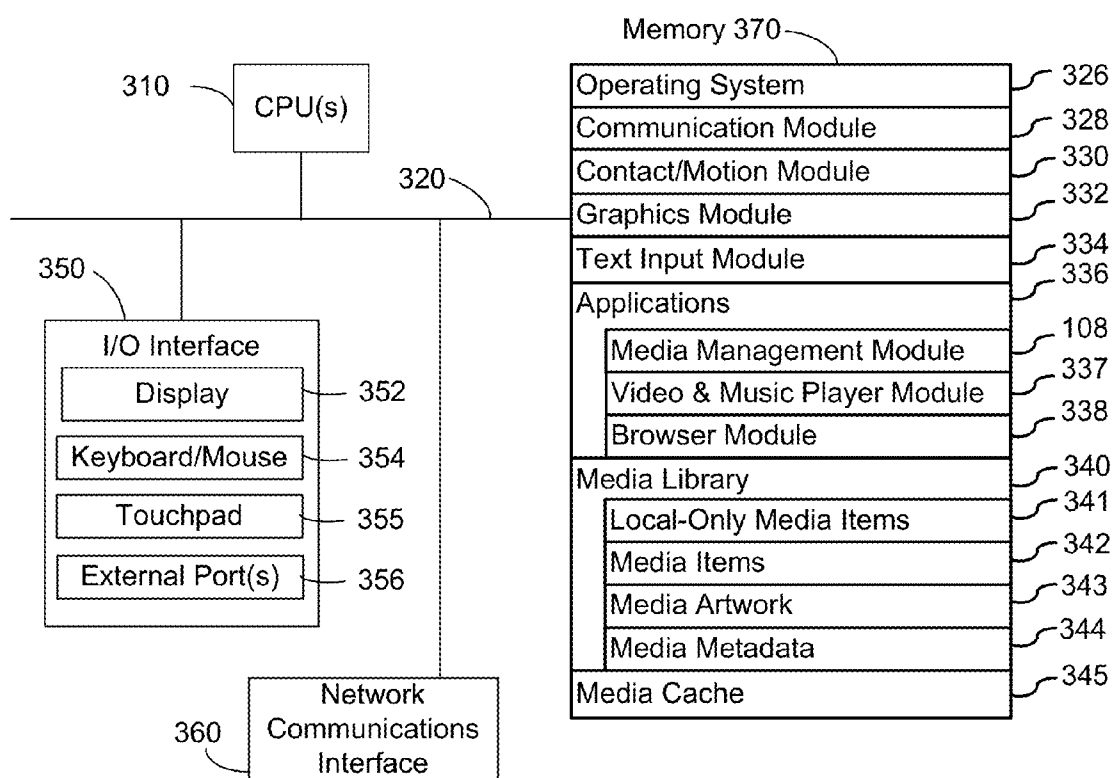 Memory 370
310
CPU(s)
320
350
I/O Interface
Display
352
Keyboard/Mouse
354
Touchpad
355
External Port(s)
356
Network
Communications
Interface
360
Operating System
326
Communication Module
328
Contact/Motion Module
330
Graphics Module
332
Text Input Module
334
Applications
336
Media Management Module
108
Video & Music Player Module
337
Browser Module
338
Media Library
340
Local-Only Media Items
341
Media Items
342
Media Artwork
343
Media Metadata
344
Media Cache
345